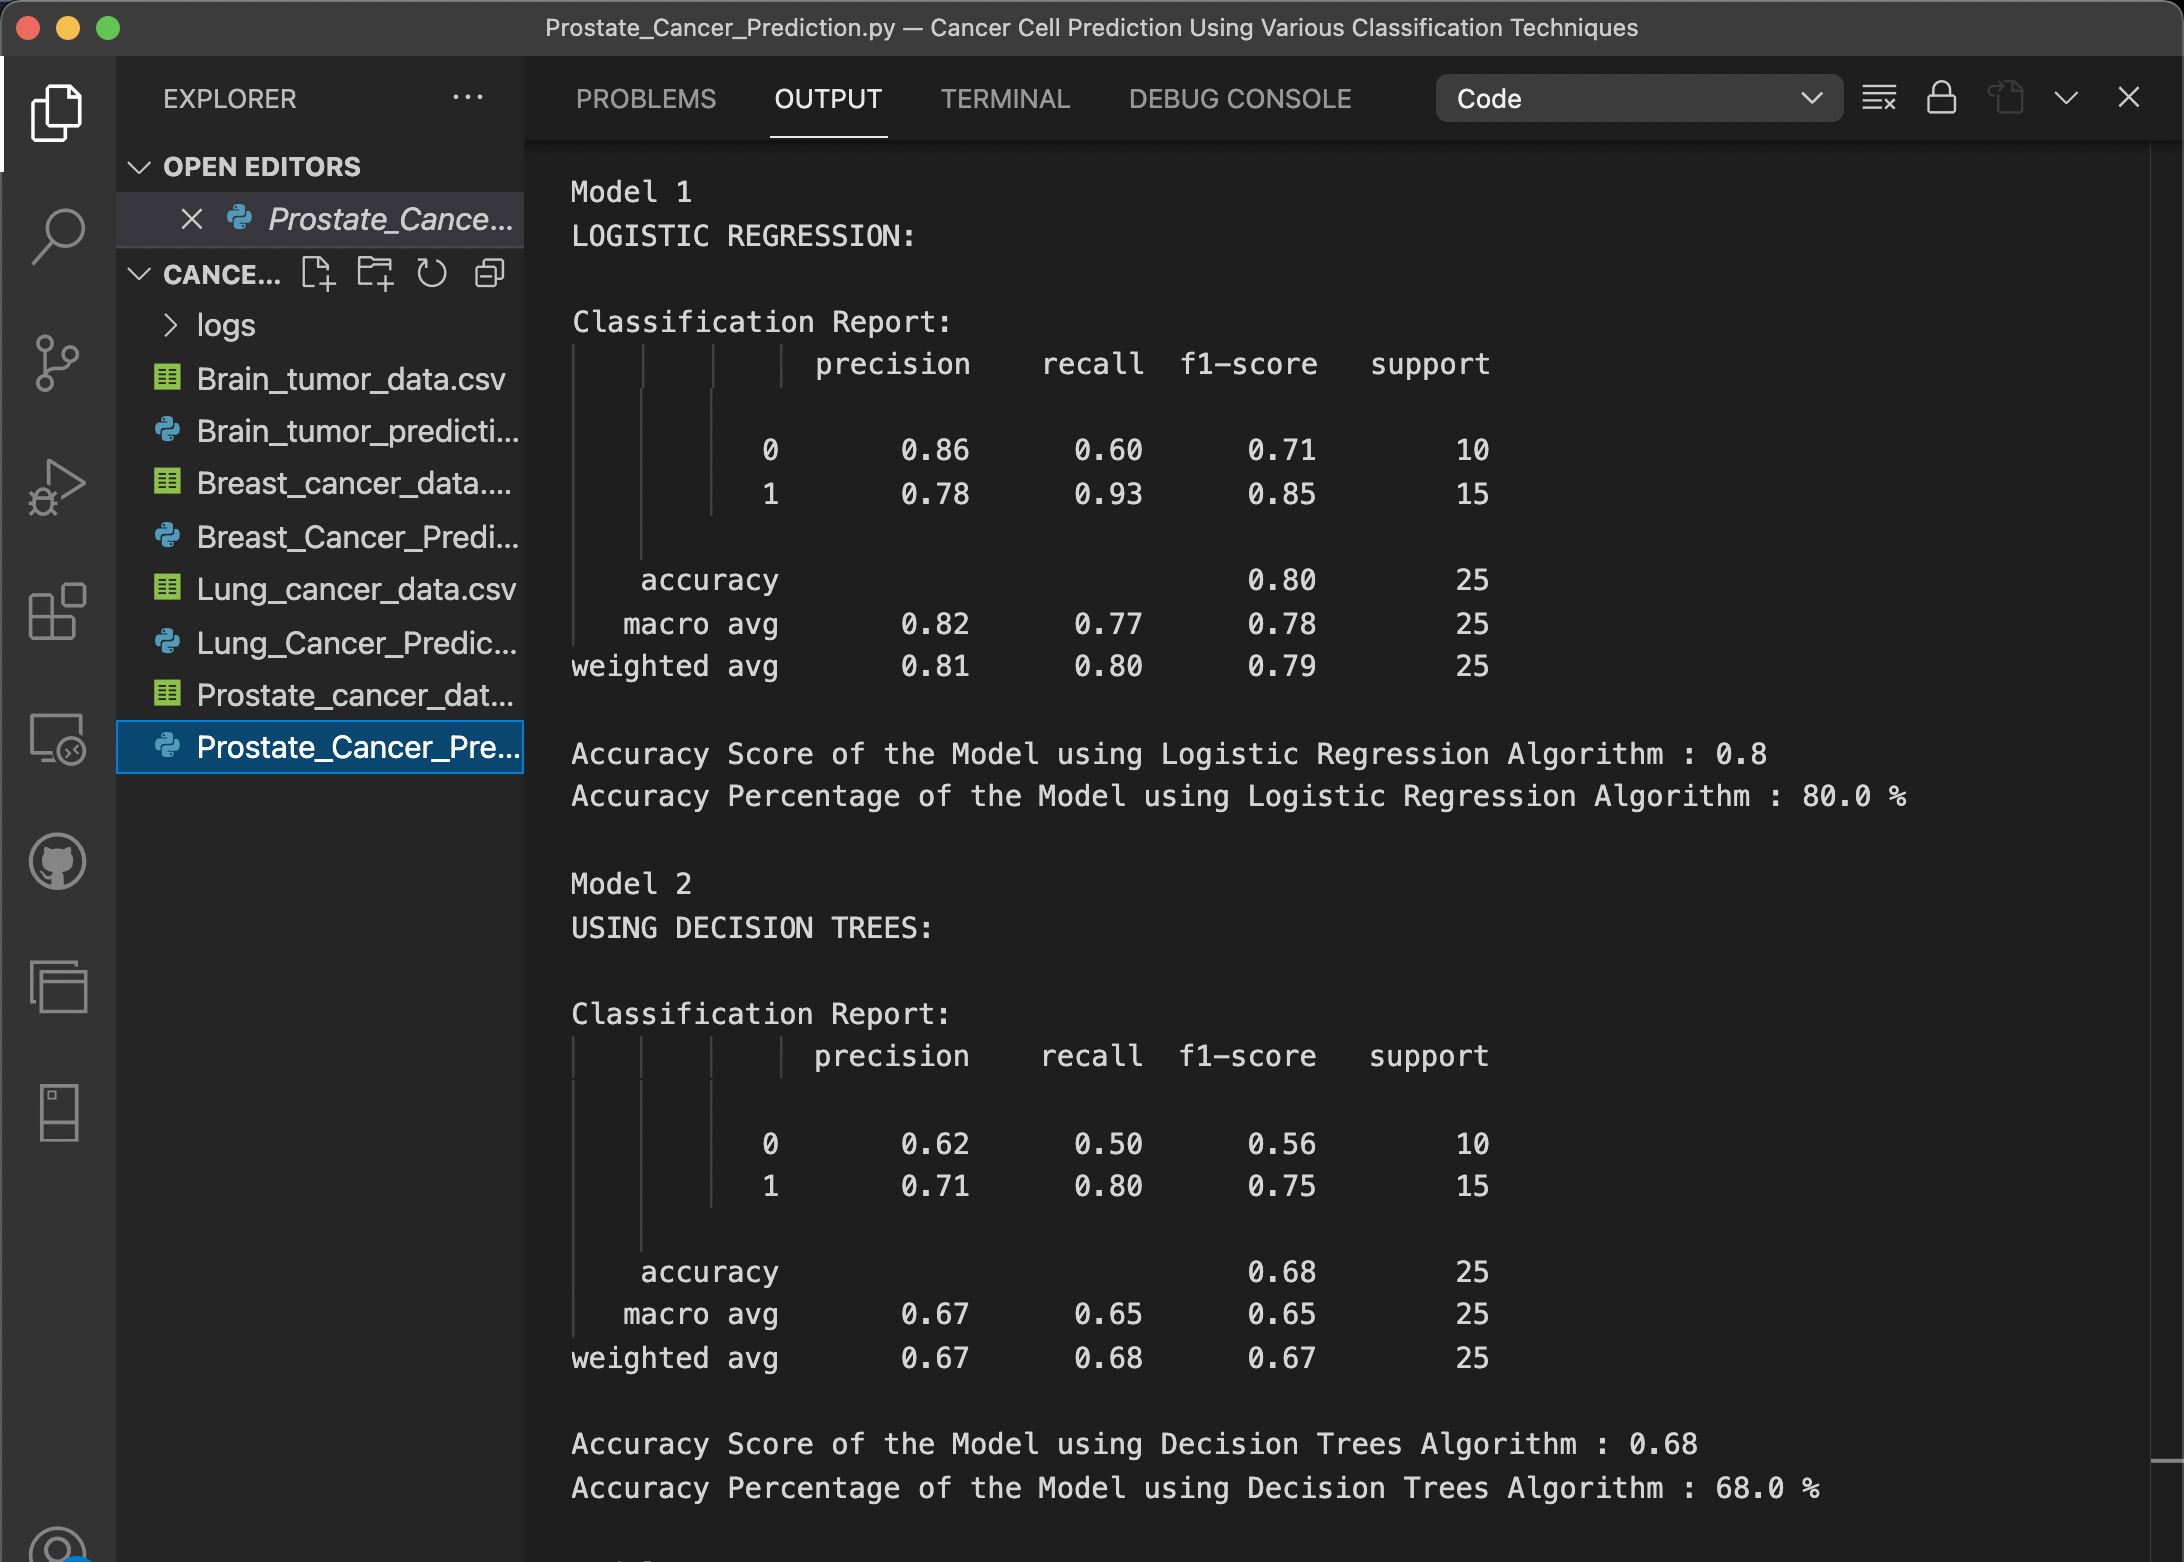 Prostate_Cancer_Prediction.py — Cancer Cell Prediction Using Various Classification Techniques
EXPLORER
OPEN EDITORS
Prostate_Cance...
CANCE...
logs
Brain_tumor_data.csv
Brain_tumor_predicti...
Breast_cancer_data....
Breast_Cancer_Predi...
Lung_cancer_data.csv
Lung_Cancer_Predic...
Prostate_cancer_dat...
Prostate_Cancer_Pre...
PROBLEMS OUTPUT TERMINAL DEBUG CONSOLE Code
Model 1
LOGISTIC REGRESSION:
Classification Report:
precision recall f1-score support
0 0.86 0.60 0.71 10
1 0.78 0.93 0.85 15
accuracy 0.80 25
macro avg 0.82 0.77 0.78 25
weighted avg 0.81 0.80 0.79 25
Accuracy Score of the Model using Logistic Regression Algorithm : 0.8
Accuracy Percentage of the Model using Logistic Regression Algorithm : 80.0 %
Model 2
USING DECISION TREES:
Classification Report:
precision recall f1-score support
0 0.62 0.50 0.56 10
1 0.71 0.80 0.75 15
accuracy 0.68 25
macro avg 0.67 0.65 0.65 25
weighted avg 0.67 0.68 0.67 25
Accuracy Score of the Model using Decision Trees Algorithm : 0.68
Accuracy Percentage of the Model using Decision Trees Algorithm : 68.0 %